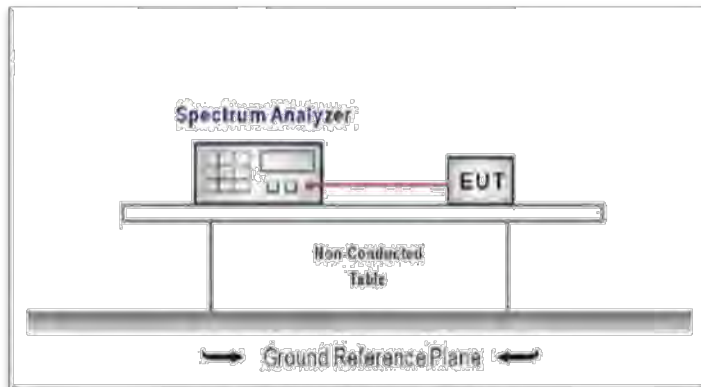 Spectrum Analyzer
EUT
Non-Conducted
Table
Ground Reference Plane